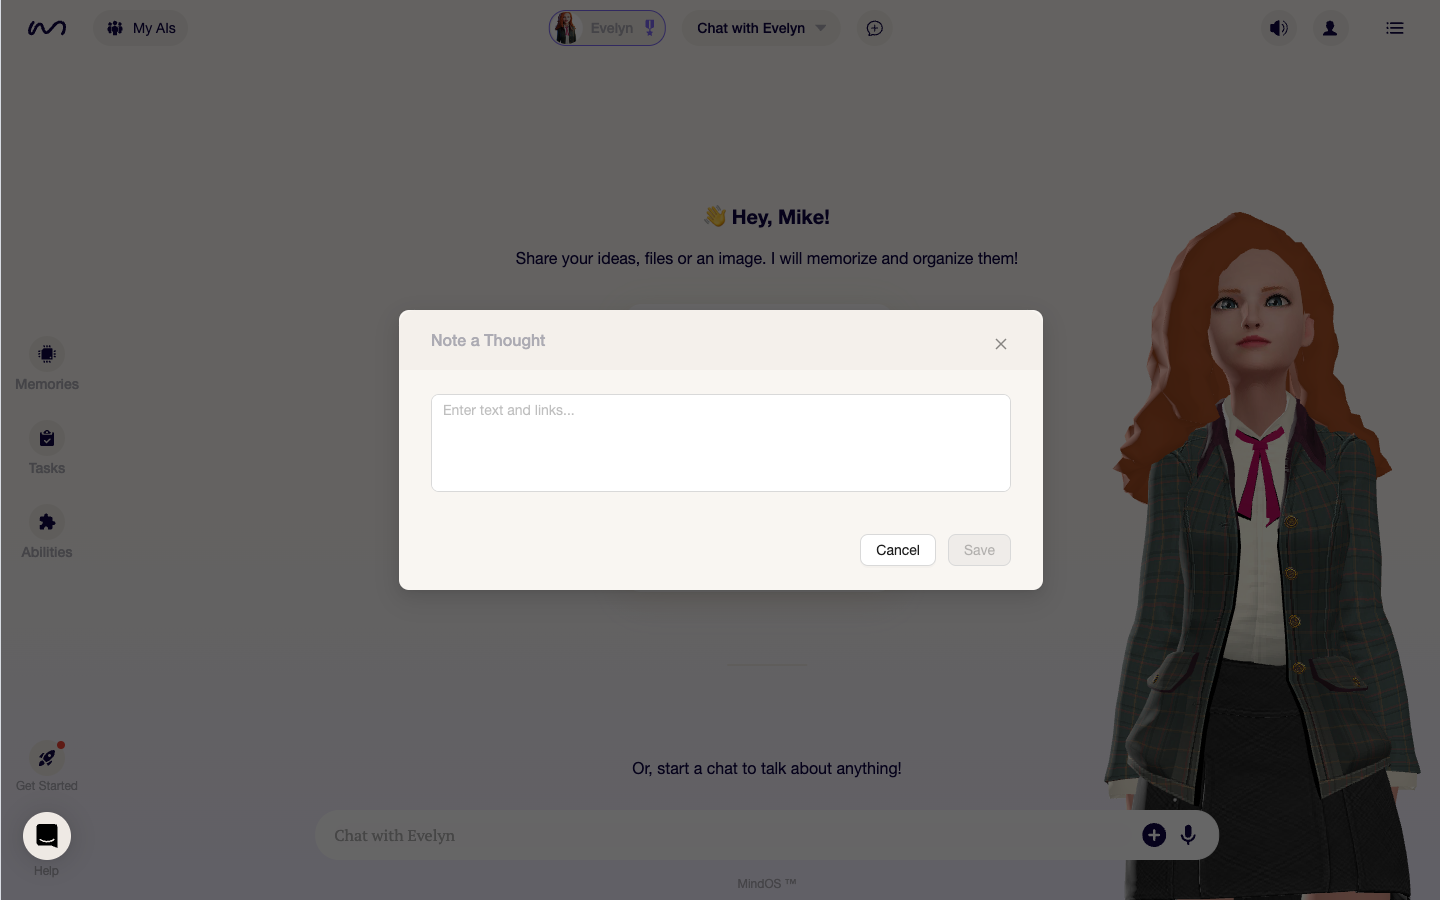 My AIs
Evelyn
Chat with Evelyn
👋 Hey, Mike!
Share your ideas, files or an image. I will memorize and organize them!
Note a Thought
Enter text and links...
Cancel
Save
Memories
Tasks
Abilities
Get Started
Help
Or, start a chat to talk about anything!
Chat with Evelyn
MindOS ™